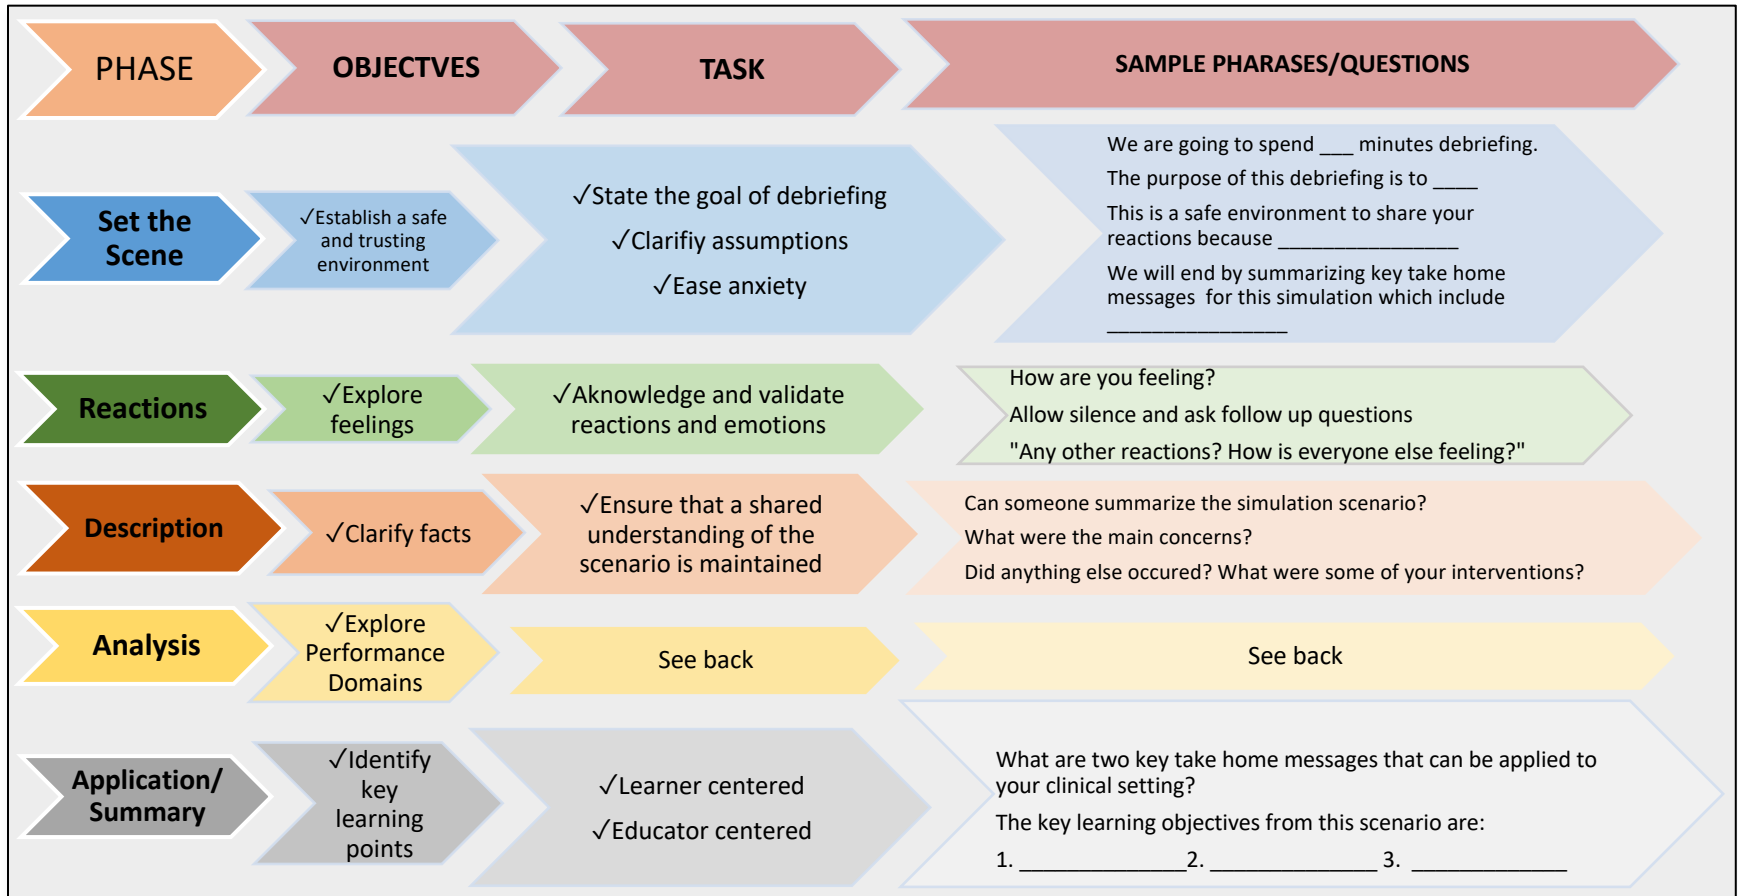 PHASE
OBJECTVES
TASK
SAMPLE PHARASES/QUESTIONS
Set the
Scene
✓Establish a safe
and trusting
environment
✓State the goal of debriefing
✓Clarifiy assumptions
✓Ease anxiety
We are going to spend ___ minutes debriefing.
The purpose of this debriefing is to ____
This is a safe environment to share your
reactions because ________________
We will end by summarizing key take home
messages for this simulation which include
________________
Reactions
✓Explore
feelings
✓Aknowledge and validate
reactions and emotions
How are you feeling?
Allow silence and ask follow up questions
"Any other reactions? How is everyone else feeling?"
Description
✓Clarify facts
✓Ensure that a shared
understanding of the
scenario is maintained
Can someone summarize the simulation scenario?
What were the main concerns?
Did anything else occured? What were some of your interventions?
Analysis
✓Explore
Performance
Domains
See back
See back
Application/
Summary
✓Identify
key
learning
points
✓Learner centered
✓Educator centered
What are two key take home messages that can be applied to
your clinical setting?
The key learning objectives from this scenario are:
1. ______________2. ______________ 3. _____________